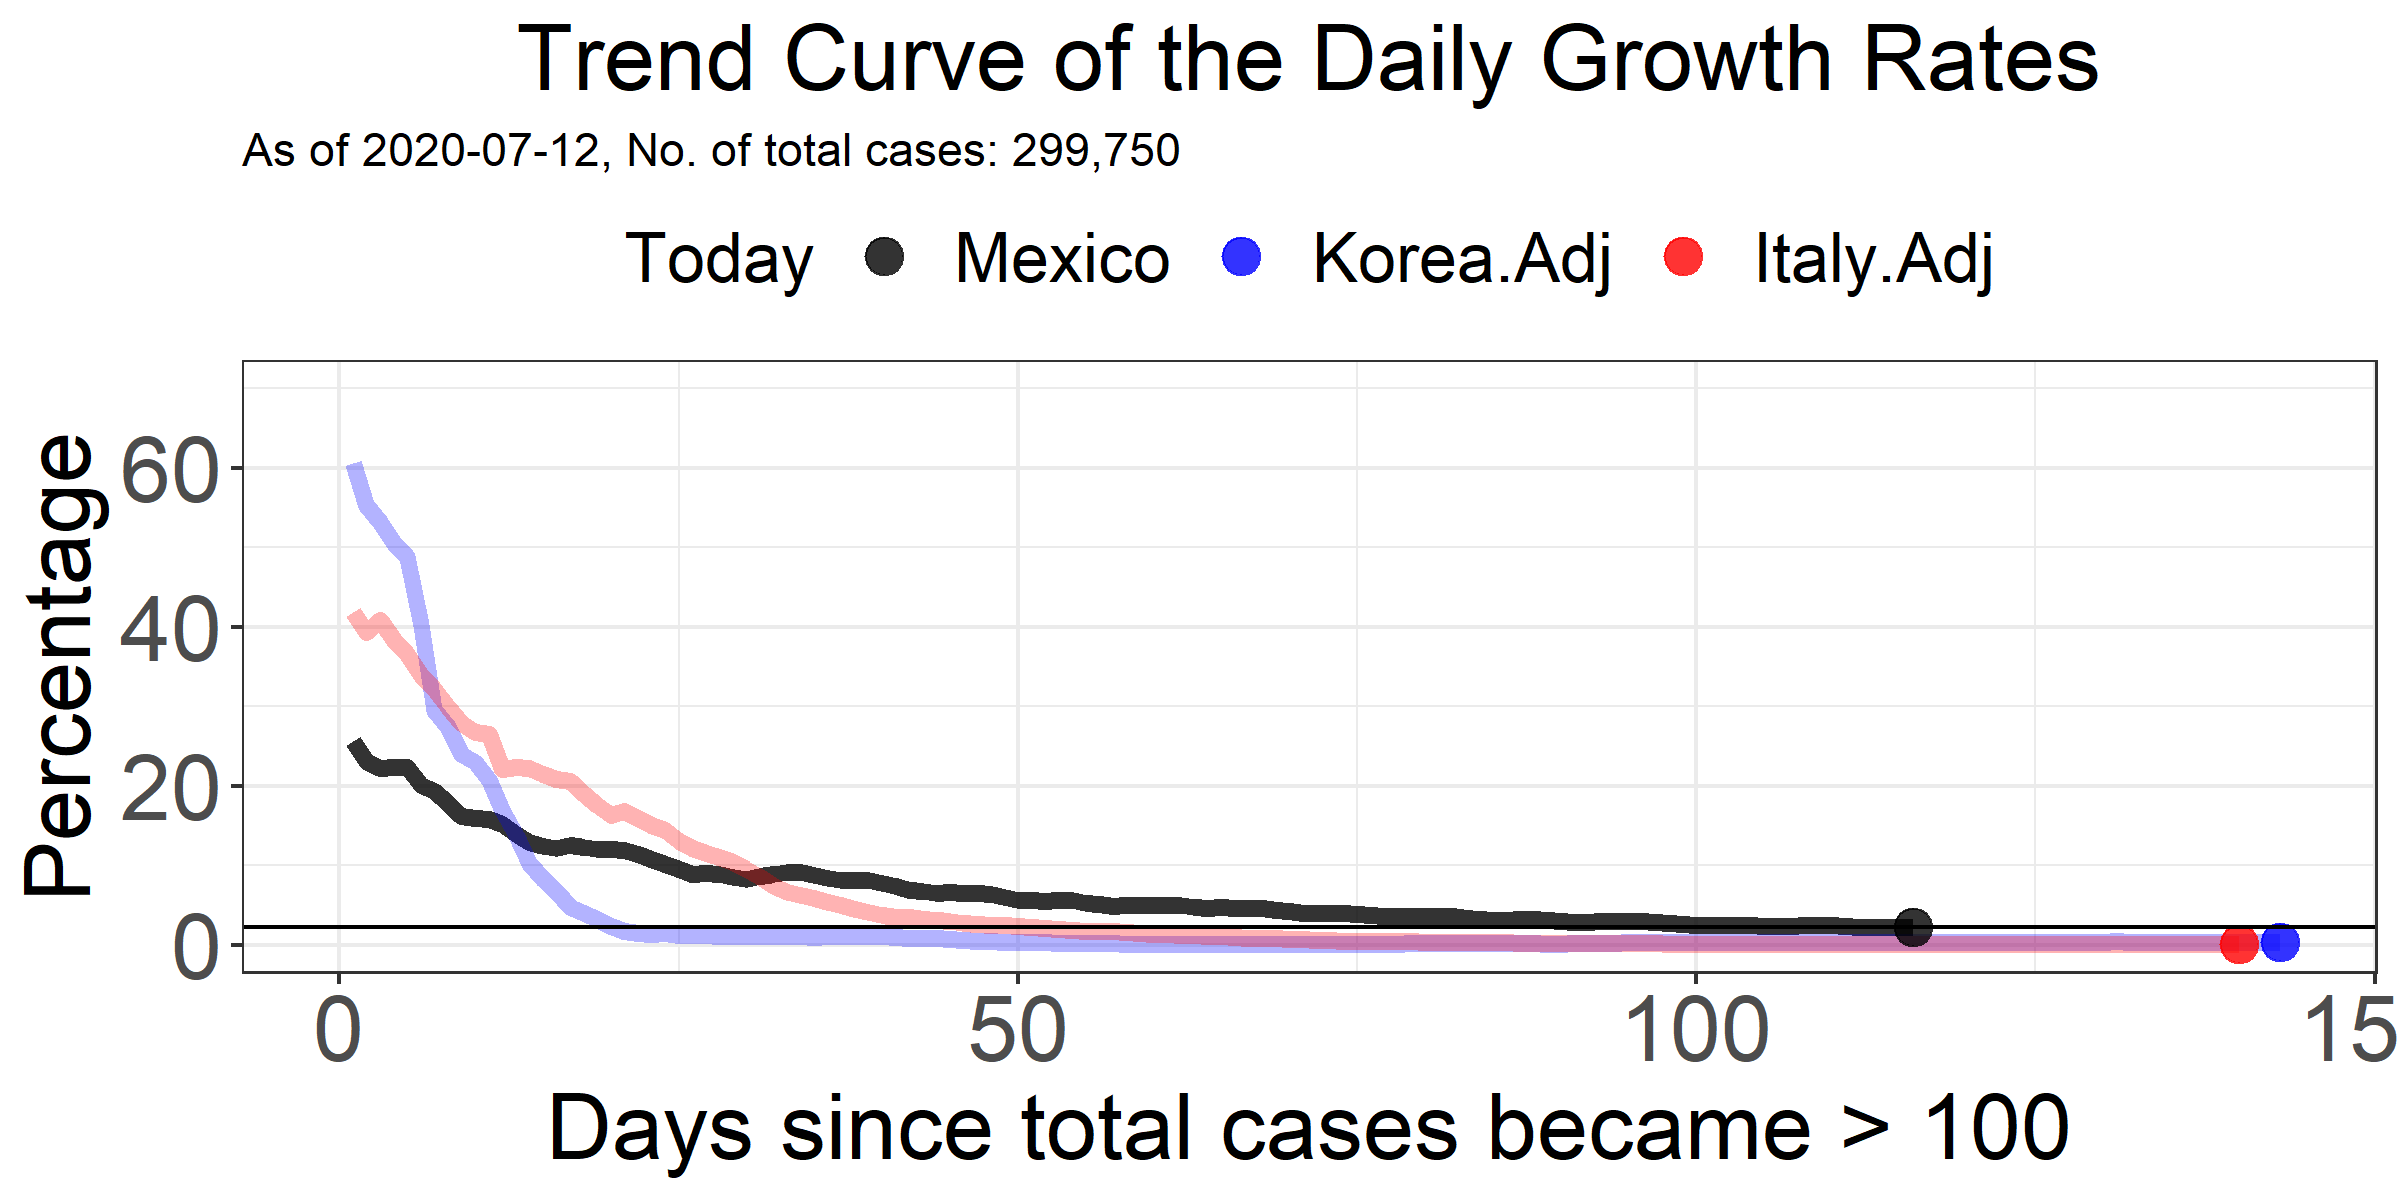 Trend Curve of the Daily Growth Rates
As of 2020-07-12, No. of total cases: 299,750
Today Mexico Korea.Adj Italy.Adj
Percentage
60
40
20
0
0 50 100 15
Days since total cases became > 100